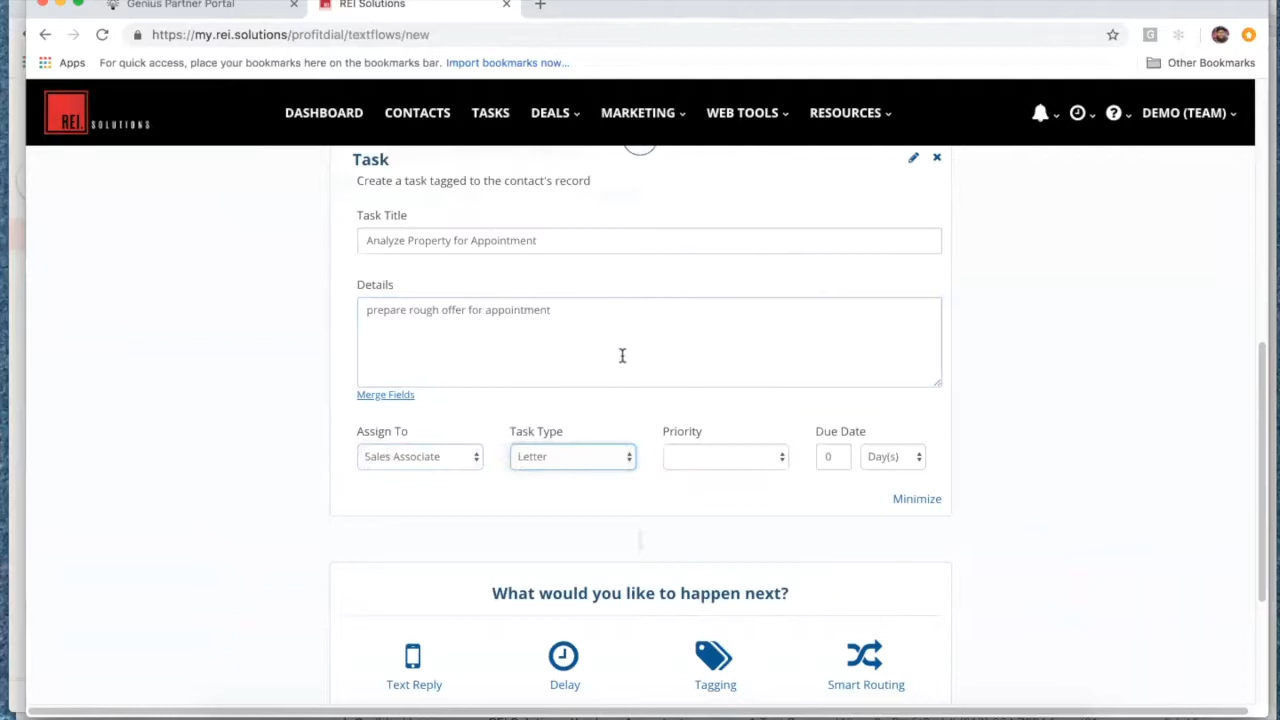 Genius Partner Portal
REI Solutions
https://my.rei.solutions/profitdial/textflows/new
G
Apps
For quick access, place your bookmarks here on the bookmarks bar. Import bookmarks now...
Other Bookmarks
REI. SOLUTIONS
DASHBOARD
CONTACTS
TASKS
DEALS
MARKETING
WEB TOOLS
RESOURCES
DEMO (TEAM)
Task
Create a task tagged to the contact's record
Task Title
Analyze Property for Appointment
Details
prepare rough offer for appointment
Merge Fields
Assign To
Task Type
Priority
Due Date
Sales Associate
Letter
0
Day(s)
Minimize
What would you like to happen next?
Text Reply
Delay
Tagging
Smart Routing